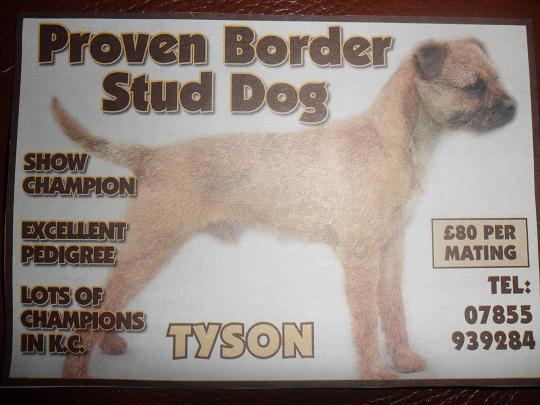 Proven Border
Stud Dog
SHOW
CHAMPION
EXCELLENT
PEDIGREE
LOTS OF
CHAMPIONS
IN K.C.
TYSON
£80 PER
MATING
TEL:
07855
939284